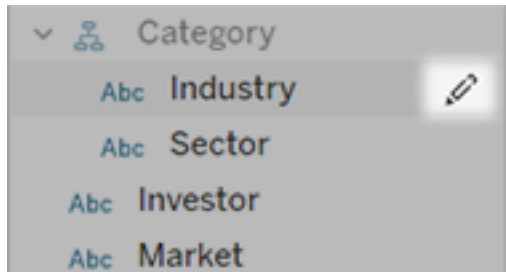 Category
Abc Industry
Abc Sector
Abc Investor
Abc Market